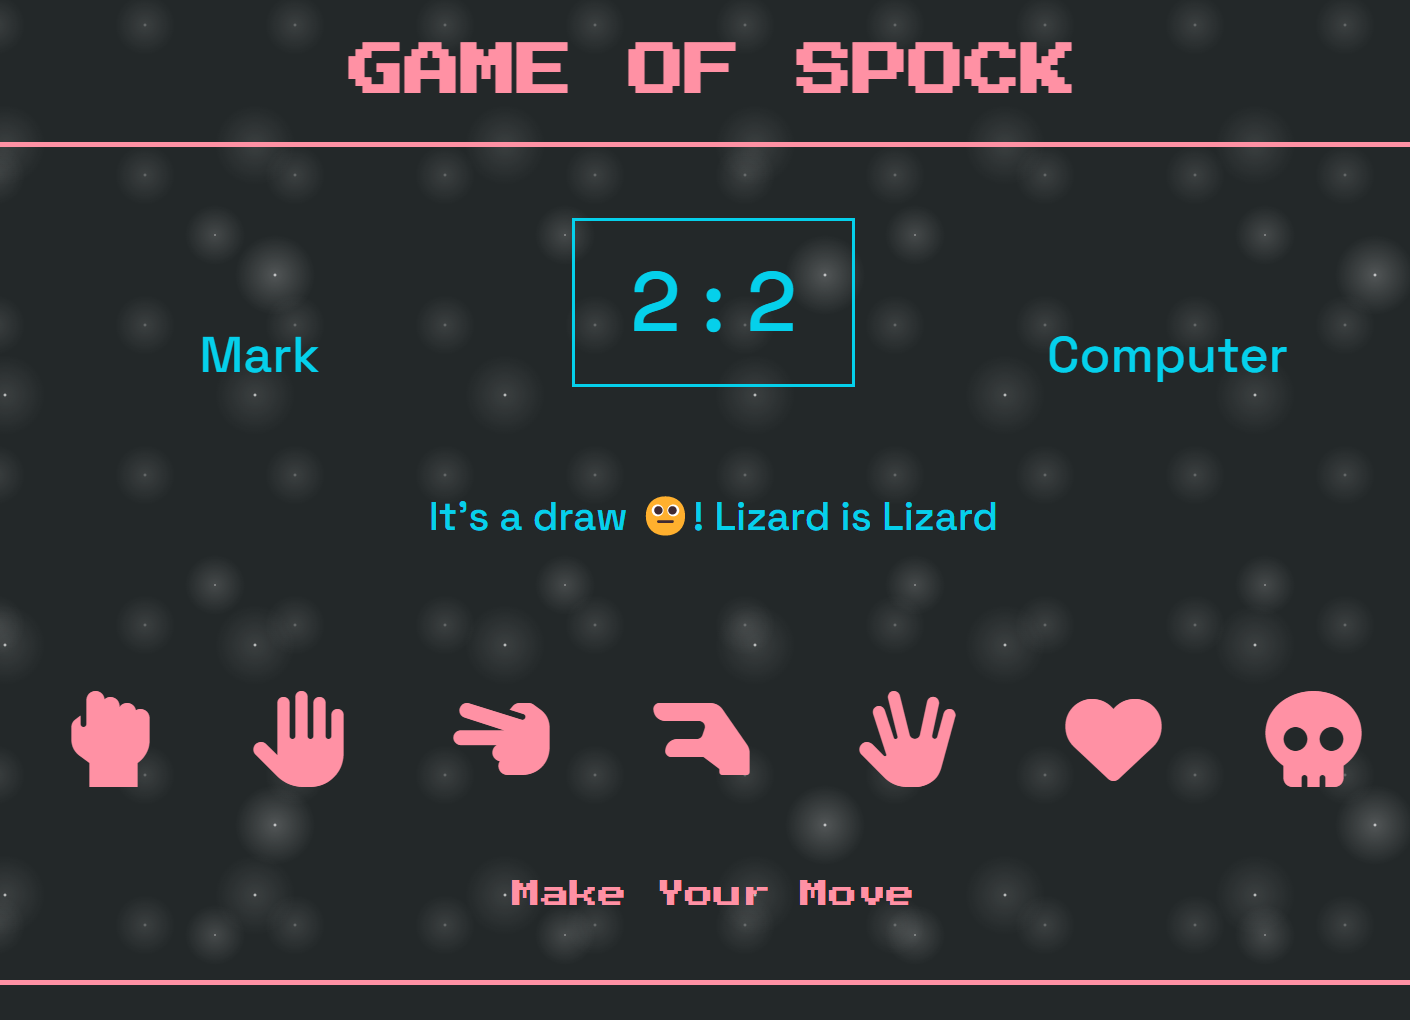 GAME OF SPOCK
2:2
Mark
Computer
It's a draw 😳! Lizard is Lizard
Make Your Move